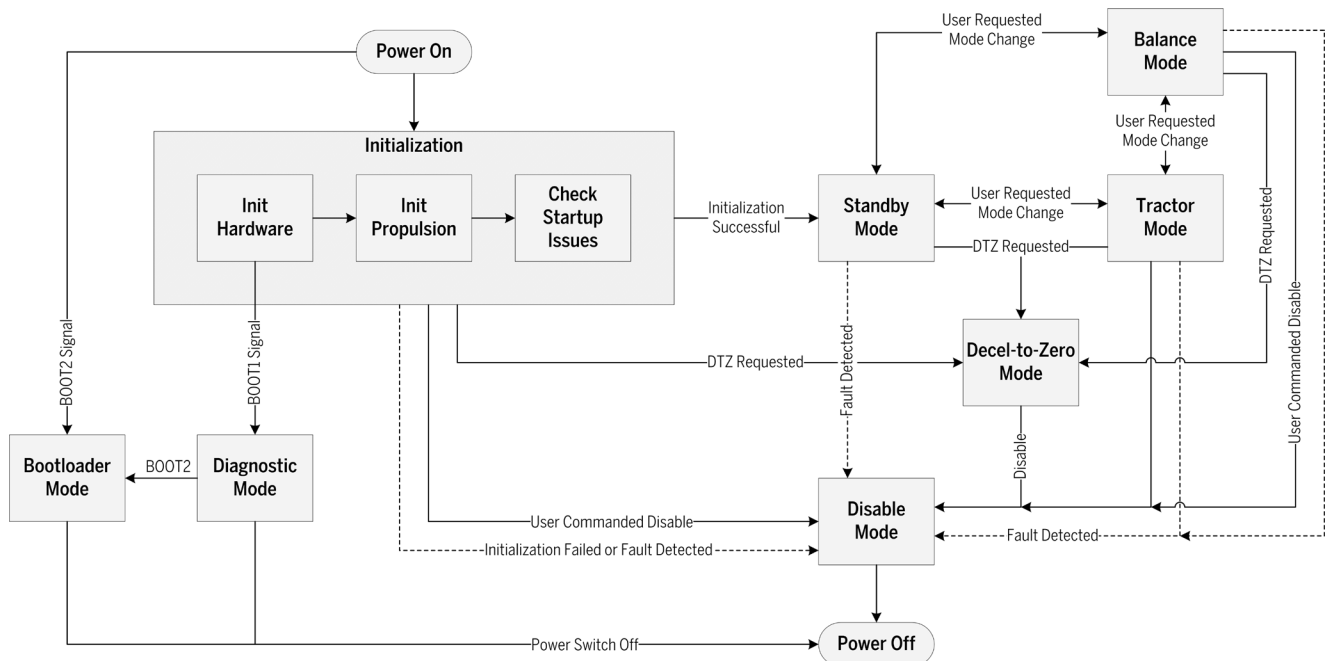 Power On
User Requested
Mode Change
Balance
Mode
Initialization
User Requested
Mode Change
Init
Hardware
Init
Propulsion
Check
Startup
Issues
Initialization
Successful
Standby
Mode
User Requested
Mode Change
Tractor
Mode
DTZ Requested
DTZ Requested
User Commanded Disable
BOOT2 Signal
BOOT1 Signal
DTZ Requested
Fault Detected
Decel-to-Zero
Mode
Disable
Bootloader
Mode
BOOT2
Diagnostic
Mode
User Commanded Disable
Disable
Mode
Initialization Failed or Fault Detected
Fault Detected
Power Switch Off
Power Off